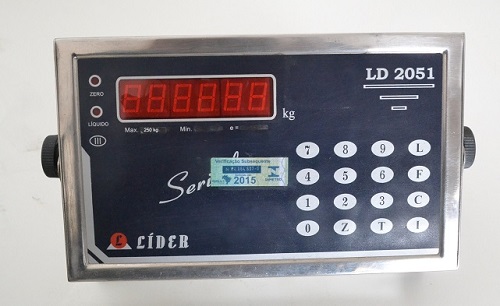 LD 2051
ZERO
LÍQUIDO
kg
Max. 250 kg. Min. e =
III
7 8 9 L
4 5 6 F
1 2 3 C
0 Z T I
Verificação Subsequente
2015
L LÍDER